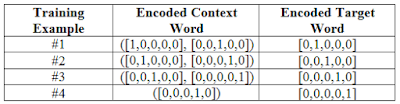 Training Example	Encoded Context Word	Encoded Target Word
#1	([1,0,0,0,0], [0,0,1,0,0])	[0,1,0,0,0]
#2	([0,1,0,0,0], [0,0,0,1,0])	[0,0,1,0,0]
#3	([0,0,1,0,0], [0,0,0,0,1])	[0,0,0,1,0]
#4	([0,0,0,1,0])	[0,0,0,0,1]